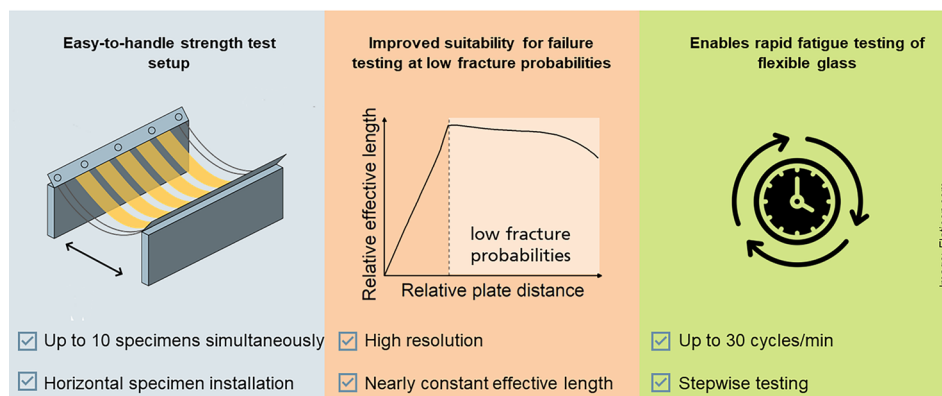 Easy-to-handle strength test
setup
Up to 10 specimens simultaneously
Horizontal specimen installation
Improved suitability for failure
testing at low fracture probabilities
Relative effective length
low fracture
probabilities
Relative plate distance
High resolution
Nearly constant effective length
Enables rapid fatigue testing of
flexible glass
Up to 30 cycles/min
Stepwise testing